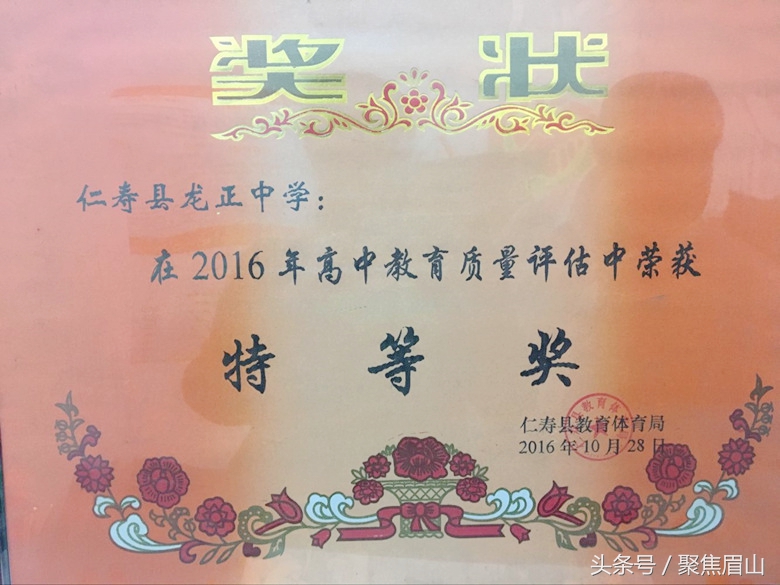 奖 状
仁寿县龙正中学：
在2016年高中教育质量评估中荣获
特 等 奖
仁寿县教育体育局
2016年10月28日
头条号 / 聚焦眉山